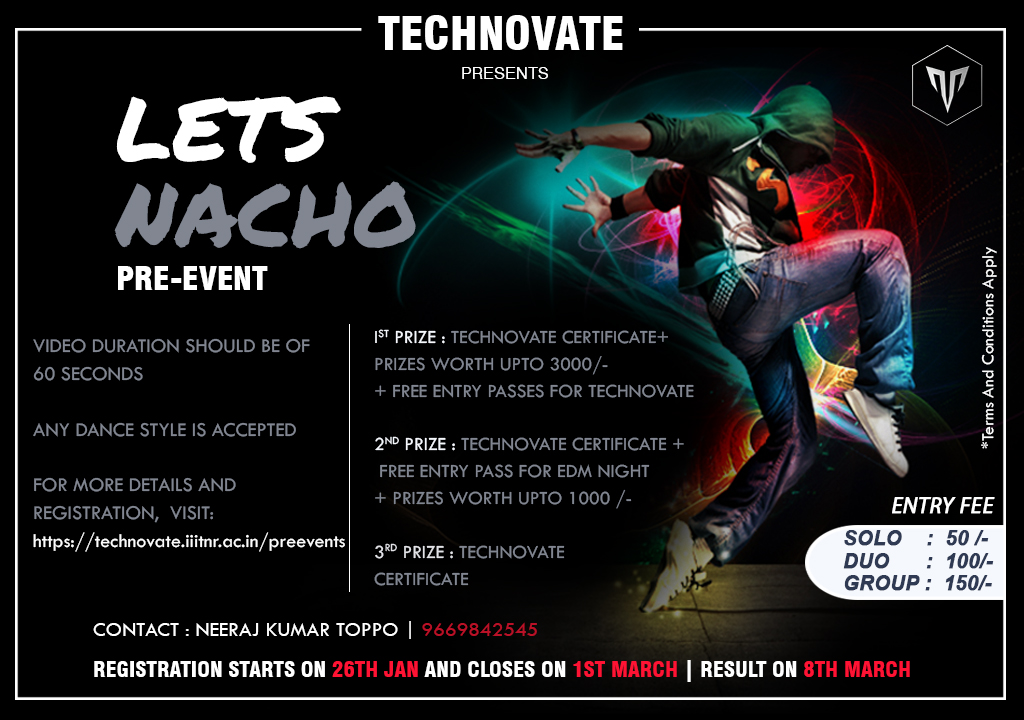 TECHNOVATE
PRESENTS
LETS
NACHO
PRE-EVENT
VIDEO DURATION SHOULD BE OF
60 SECONDS
ANY DANCE STYLE IS ACCEPTED
FOR MORE DETAILS AND
REGISTRATION, VISIT:
https://technovate.iiitnr.ac.in/preevents
1ST PRIZE : TECHNOVATE CERTIFICATE+
PRIZES WORTH UPTO 3000/-
+ FREE ENTRY PASSES FOR TECHNOVATE
2ND PRIZE : TECHNOVATE CERTIFICATE +
FREE ENTRY PASS FOR EDM NIGHT
+ PRIZES WORTH UPTO 1000 /-
3RD PRIZE : TECHNOVATE
CERTIFICATE
*Terms And Conditions Apply
ENTRY FEE
SOLO : 50 /-
DUO : 100/-
GROUP : 150/-
CONTACT : NEERAJ KUMAR TOPPO | 9669842545
REGISTRATION STARTS ON 26TH JAN AND CLOSES ON 1ST MARCH | RESULT ON 8TH MARCH